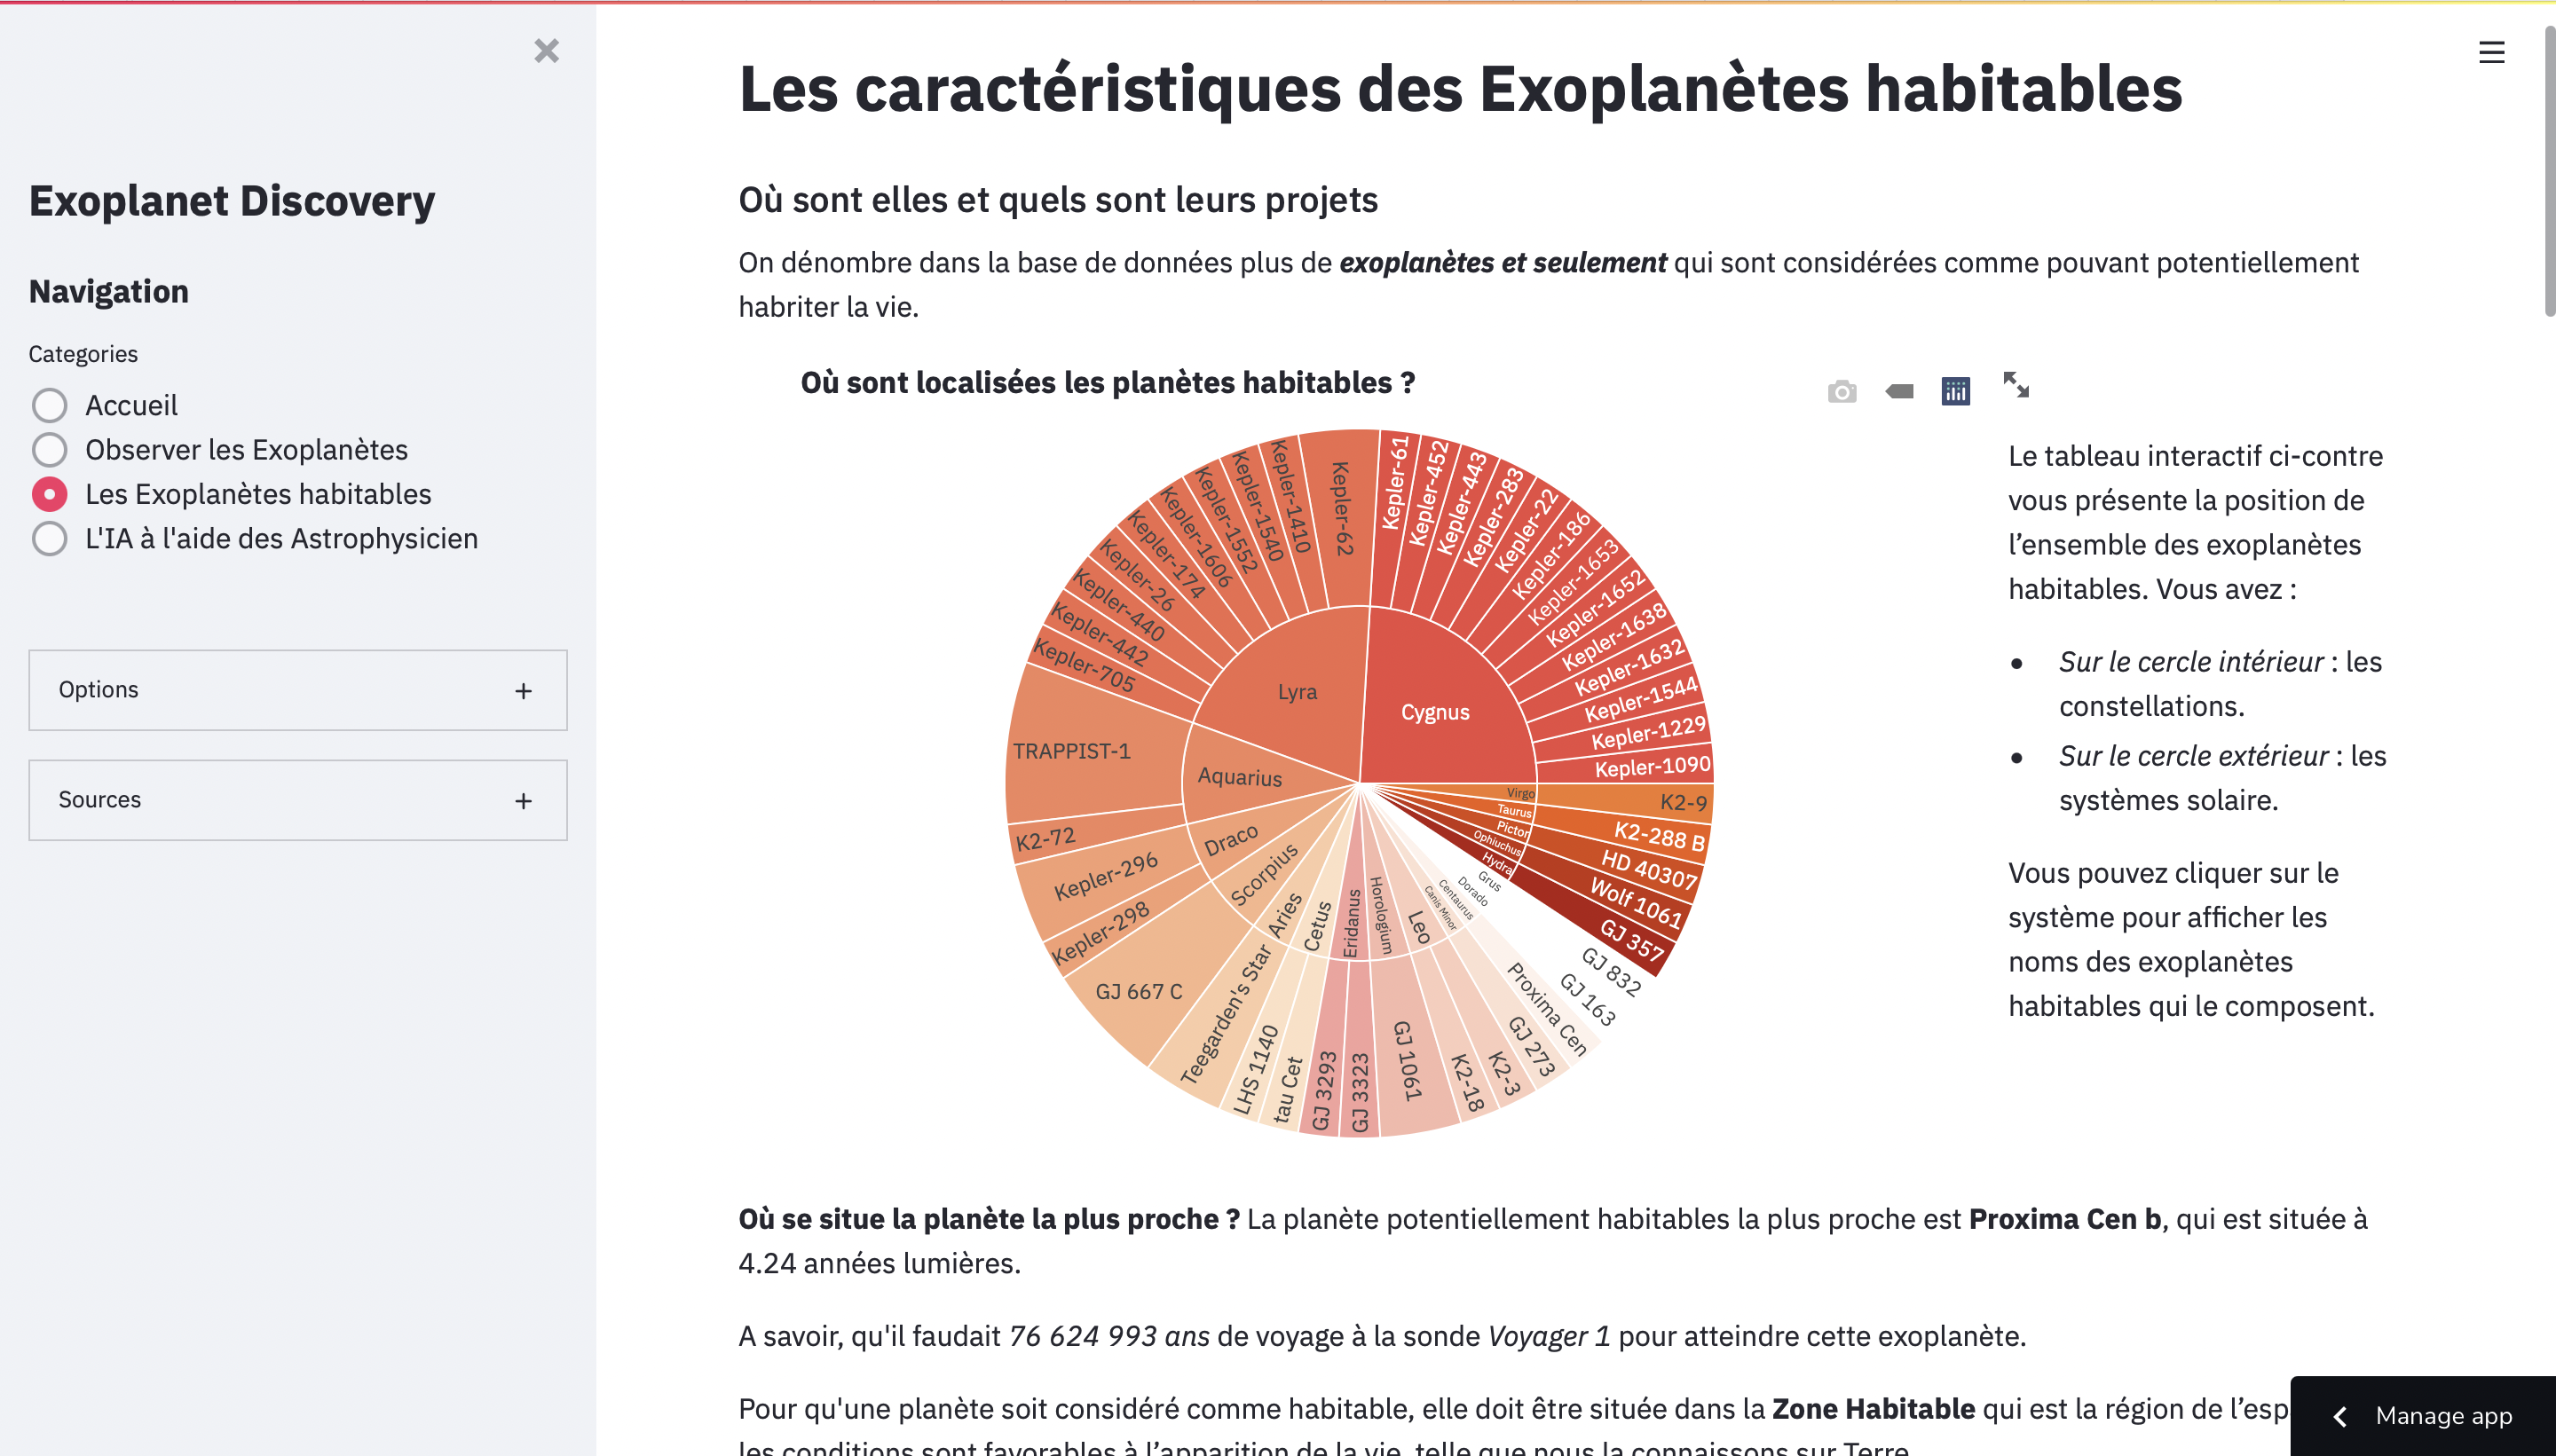 Exoplanet Discovery
Navigation
Categories
Accueil
Observer les Exoplanètes
Les Exoplanètes habitables
L'IA à l'aide des Astrophysicien
Options
Sources
Les caractéristiques des Exoplanètes habitables
Où sont elles et quels sont leurs projets
On dénombre dans la base de données plus de exoplanètes et seulement qui sont considérées comme pouvant potentiellement
habriter la vie.
Où sont localisées les planètes habitables ?
Cygnus
Kepler-61
Kepler-452
Kepler-443
Kepler-283
Kepler-22
Kepler-186
Kepler-1653
Kepler-1652
Kepler-1638
Kepler-1632
Kepler-1544
Kepler-1229
Kepler-1090
Lyra
Kepler-62
Kepler-1410
Kepler-1540
Kepler-1552
Kepler-1606
Kepler-174
Kepler-26
Kepler-440
Kepler-442
Kepler-705
Aquarius
TRAPPIST-1
K2-72
Draco
Kepler-296
Kepler-298
Scorpius
GJ 667 C
Aries
Teegarden's Star
Cetus
LHS 1140
tau Cet
Eridanus
GJ 3293
GJ 3323
Horologium
GJ 1061
Leo
K2-18
K2-3
Canis Minor
GJ 273
Centaurus
Proxima Cen
Dorado
GJ 163
Grus
GJ 832
Hydra
GJ 357
Ophiuchus
Wolf 1061
Pictor
HD 40307
Taurus
K2-288 B
Virgo
K2-9
Le tableau interactif ci-contre
vous présente la position de
l’ensemble des exoplanètes
habitables. Vous avez :
Sur le cercle intérieur : les
constellations.
Sur le cercle extérieur : les
systèmes solaire.
Vous pouvez cliquer sur le
système pour afficher les
noms des exoplanètes
habitables qui le composent.
Où se situe la planète la plus proche ? La planète potentiellement habitables la plus proche est Proxima Cen b, qui est située à
4.24 années lumières.
A savoir, qu'il faudait 76 624 993 ans de voyage à la sonde Voyager 1 pour atteindre cette exoplanète.
Pour qu'une planète soit considéré comme habitable, elle doit être située dans la Zone Habitable qui est la région de l’esp
les conditions sont favorables à l’apparition de la vie, telle que nous la connaissons sur Terre.
Manage app